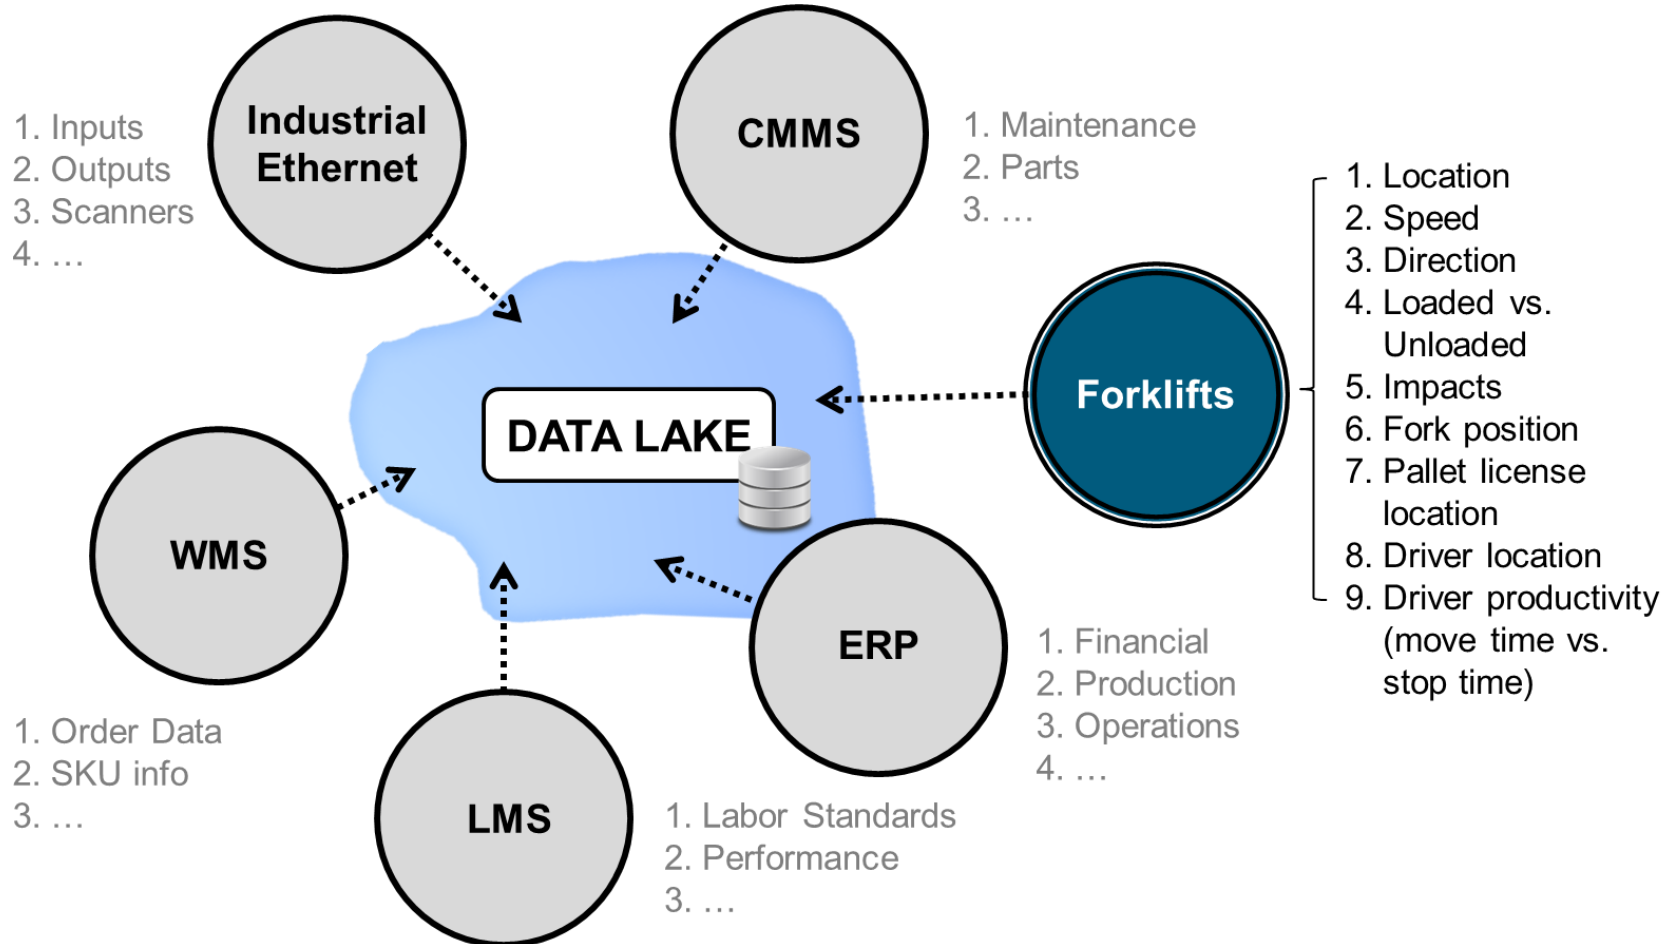 Industrial
Ethernet
1. Inputs
2. Outputs
3. Scanners
4. …
CMMS
1. Maintenance
2. Parts
3. …
Forklifts
1. Location
2. Speed
3. Direction
4. Loaded vs.
Unloaded
5. Impacts
6. Fork position
7. Pallet license
location
8. Driver location
9. Driver productivity
(move time vs.
stop time)
DATA LAKE
WMS
1. Order Data
2. SKU info
3. …
LMS
1. Labor Standards
2. Performance
3. …
ERP
1. Financial
2. Production
3. Operations
4. …